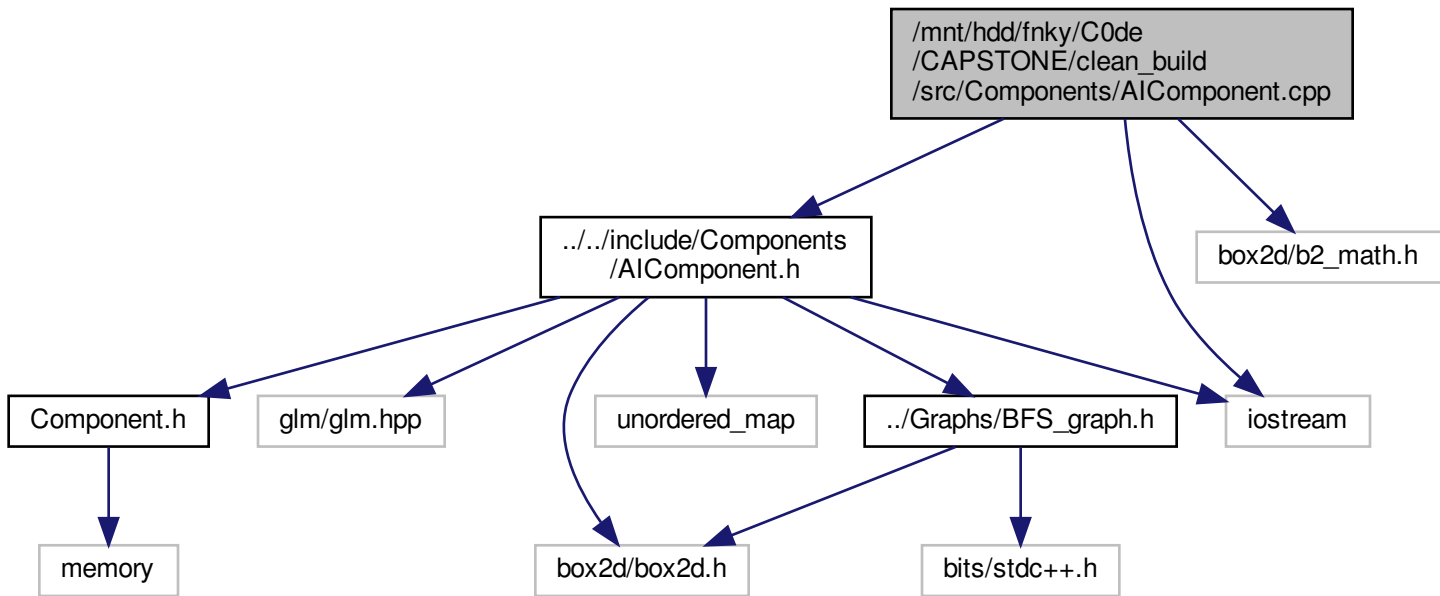 /mnt/hdd/fnky/C0de
/CAPSTONE/clean_build
/src/Components/AIComponent.cpp
../../include/Components
/AIComponent.h
box2d/b2_math.h
Component.h
glm/glm.hpp
unordered_map
../Graphs/BFS_graph.h
iostream
memory
box2d/box2d.h
bits/stdc++.h